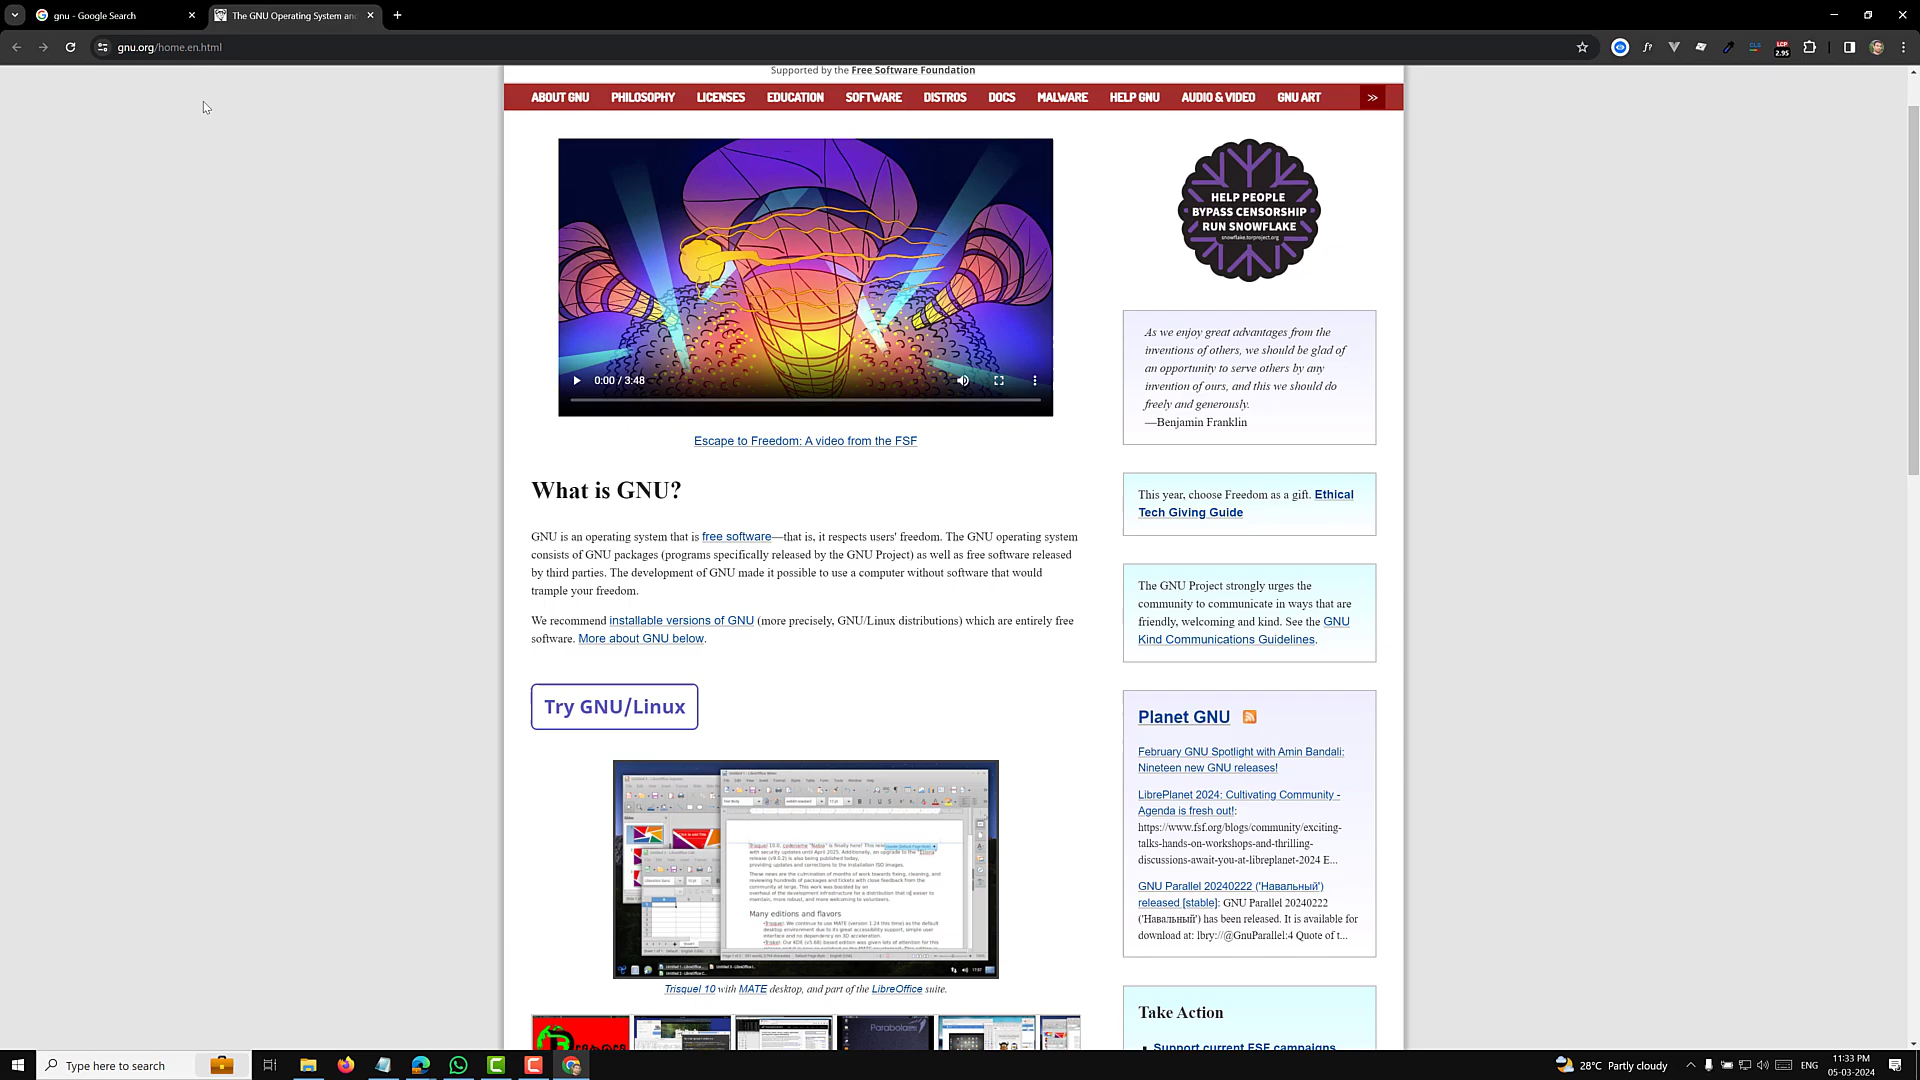 gnu - Google Search
The GNU Operating System and
gnu.org/home.en.html
LCP
2.95
Supported by the Free Software Foundation
ABOUT GNU PHILOSOPHY LICENSES EDUCATION SOFTWARE DISTROS DOCS MALWARE HELP GNU AUDIO & VIDEO GNU ART >>
0:00 / 3:48
Escape to Freedom: A video from the FSF
What is GNU?
GNU is an operating system that is free software—that is, it respects users' freedom. The GNU operating system
consists of GNU packages (programs specifically released by the GNU Project) as well as free software released
by third parties. The development of GNU made it possible to use a computer without software that would
trample your freedom.
We recommend installable versions of GNU (more precisely, GNU/Linux distributions) which are entirely free
software. More about GNU below.
Try GNU/Linux
Many editions and flavors
Trisquel 10 with MATE desktop, and part of the LibreOffice suite.
Parabola
HELP PEOPLE
BYPASS CENSORSHIP
RUN SNOWFLAKE
snowflake.torproject.org
As we enjoy great advantages from the
inventions of others, we should be glad of
an opportunity to serve others by any
invention of ours, and this we should do
freely and generously.
—Benjamin Franklin
This year, choose Freedom as a gift. Ethical
Tech Giving Guide
The GNU Project strongly urges the
community to communicate in ways that are
friendly, welcoming and kind. See the GNU
Kind Communications Guidelines.
Planet GNU
February GNU Spotlight with Amin Bandali:
Nineteen new GNU releases!
LibrePlanet 2024: Cultivating Community -
Agenda is fresh out!:
https://www.fsf.org/blogs/community/exciting-
talks-hands-on-workshops-and-thrilling-
discussions-await-you-at-libreplanet-2024 E...
GNU Parallel 20240222 ('Навальный')
released [stable]: GNU Parallel 20240222
('Навальный') has been released. It is available for
download at: lbry://@GnuParallel:4 Quote of t...
Take Action
Support current FSF campaigns
Type here to search
28°C Partly cloudy
ENG
11:33 PM
05-03-2024